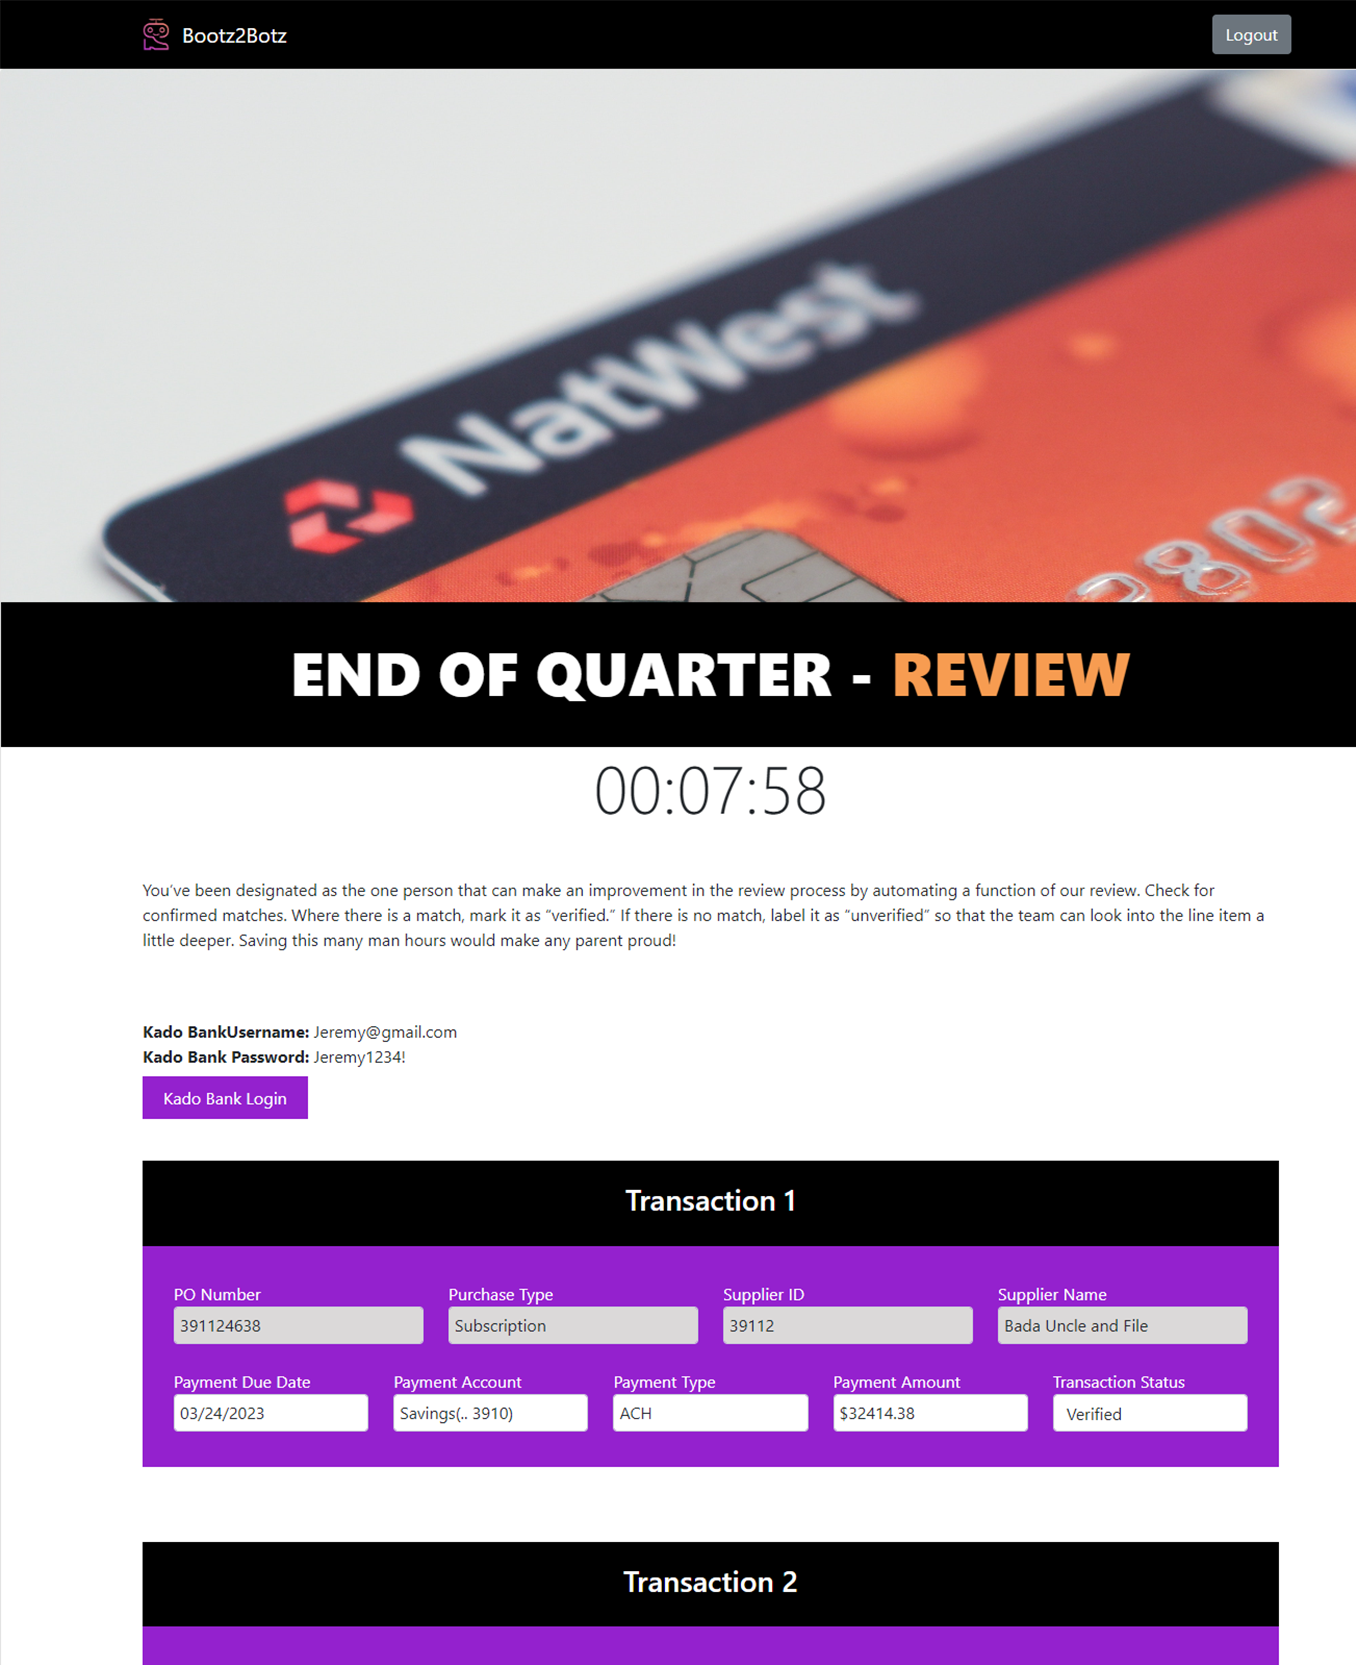 Bootz2Botz
Logout
NatWest
2802
END OF QUARTER - REVIEW
00:07:58
You've been designated as the one person that can make an improvement in the review process by automating a function of our review. Check for
confirmed matches. Where there is a match, mark it as “verified.” If there is no match, label it as “unverified” so that the team can look into the line item a
little deeper. Saving this many man hours would make any parent proud!
Kado BankUsername: Jeremy@gmail.com
Kado Bank Password: Jeremy1234!
Kado Bank Login
Transaction 1
PO Number Purchase Type Supplier ID Supplier Name
391124638 Subscription 39112 Bada Uncle and File
Payment Due Date Payment Account Payment Type Payment Amount Transaction Status
03/24/2023 Savings(.. 3910) ACH $32414.38 Verified
Transaction 2